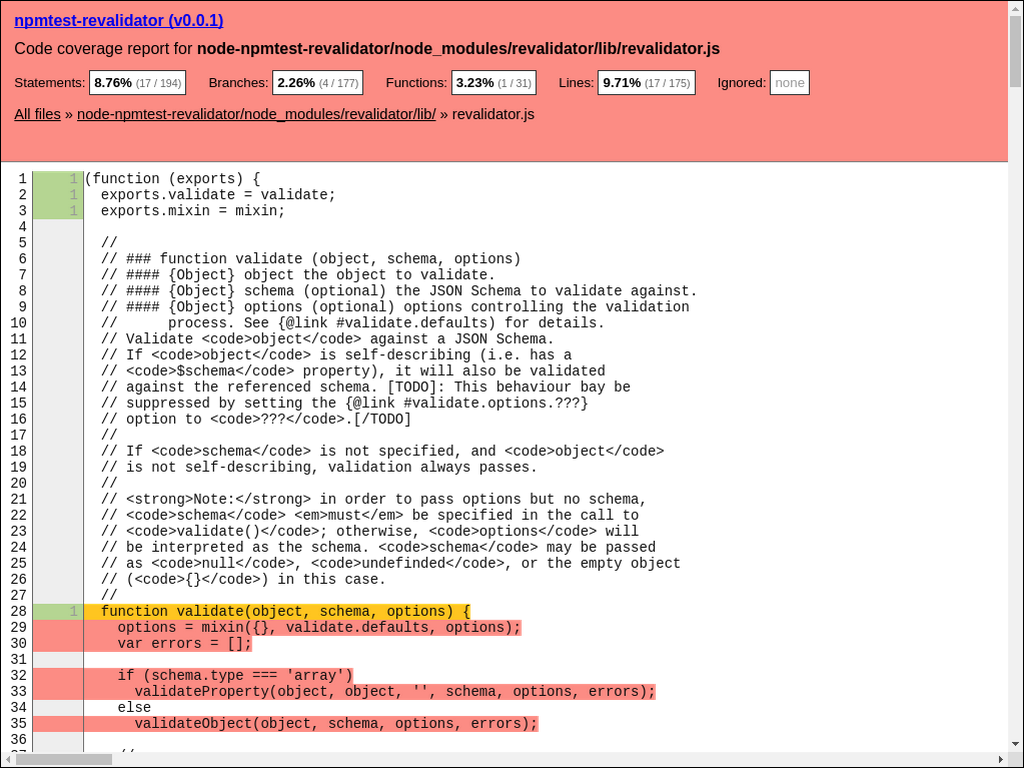 npmtest-revalidator (v0.0.1)
Code coverage report for node-npmtest-revalidator/node_modules/revalidator/lib/revalidator.js
Statements: 8.76% (17 / 194) Branches: 2.26% (4 / 177) Functions: 3.23% (1 / 31) Lines: 9.71% (17 / 175) Ignored: none
All files » node-npmtest-revalidator/node_modules/revalidator/lib/ » revalidator.js
1 1 (function (exports) {
2 1 exports.validate = validate;
3 1 exports.mixin = mixin;
4
5 //
6 // ### function validate (object, schema, options)
7 // #### {Object} object the object to validate.
8 // #### {Object} schema (optional) the JSON Schema to validate against.
9 // #### {Object} options (optional) options controlling the validation
10 // process. See {@link #validate.defaults) for details.
11 // Validate <code>object</code> against a JSON Schema.
12 // If <code>object</code> is self-describing (i.e. has a
13 // <code>$schema</code> property), it will also be validated
14 // against the referenced schema. [TODO]: This behaviour bay be
15 // suppressed by setting the {@link #validate.options.???}
16 // option to <code>???</code>.[/TODO]
17 //
18 // If <code>schema</code> is not specified, and <code>object</code>
19 // is not self-describing, validation always passes.
20 //
21 // <strong>Note:</strong> in order to pass options but no schema,
22 // <code>schema</code> <em>must</em> be specified in the call to
23 // <code>validate()</code>; otherwise, <code>options</code> will
24 // be interpreted as the schema. <code>schema</code> may be passed
25 // as <code>null</code>, <code>undefinded</code>, or the empty object
26 // (<code>{}</code>) in this case.
27 //
28 1 function validate(object, schema, options) {
29 options = mixin({}, validate.defaults, options);
30 var errors = [];
31
32 if (schema.type === 'array')
33 validateProperty(object, object, '', schema, options, errors);
34 else
35 validateObject(object, schema, options, errors);
36
37 //